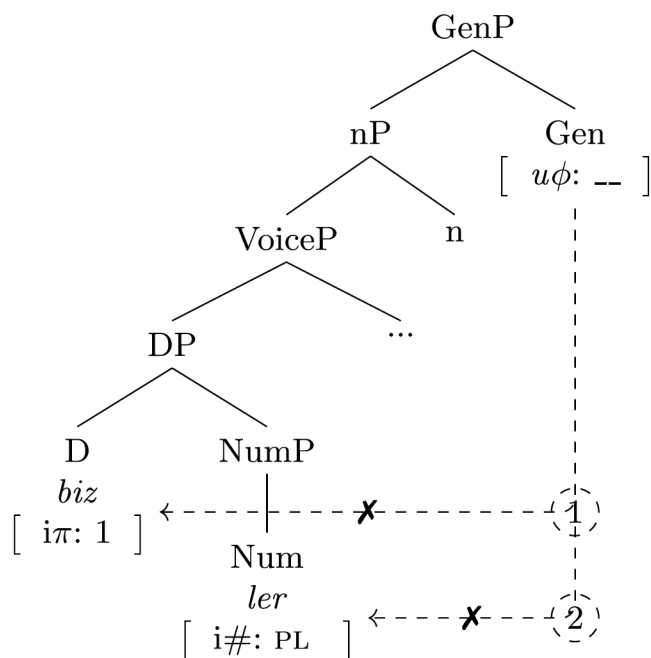 GenP
nP Gen
[ uϕ: __ ]
VoiceP n
DP ...
D NumP
biz
[ iπ: 1 ] ✗ 1
Num
ler
[ i#: PL ] ✗ 2